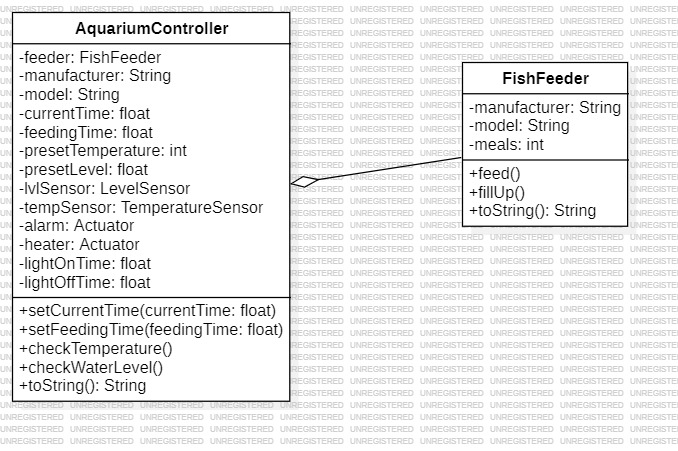 AquariumController
-feeder: FishFeeder
-manufacturer: String
-model: String
-currentTime: float
-feedingTime: float
-presetTemperature: int
-presetLevel: float
-lvlSensor: LevelSensor
-tempSensor: TemperatureSensor
-alarm: Actuator
-heater: Actuator
-lightOnTime: float
-lightOffTime: float
+setCurrentTime(currentTime: float)
+setFeedingTime(feedingTime: float)
+checkTemperature()
+checkWaterLevel()
+toString(): String
FishFeeder
-manufacturer: String
-model: String
-meals: int
+feed()
+fillUp()
+toString(): String
UNREGISTERED UNREGISTERED UNREGISTERED UNREGISTERED UNREGISTERED UNREGISTERED UNREGISTERED UNREGISTERED UNREGISTERED